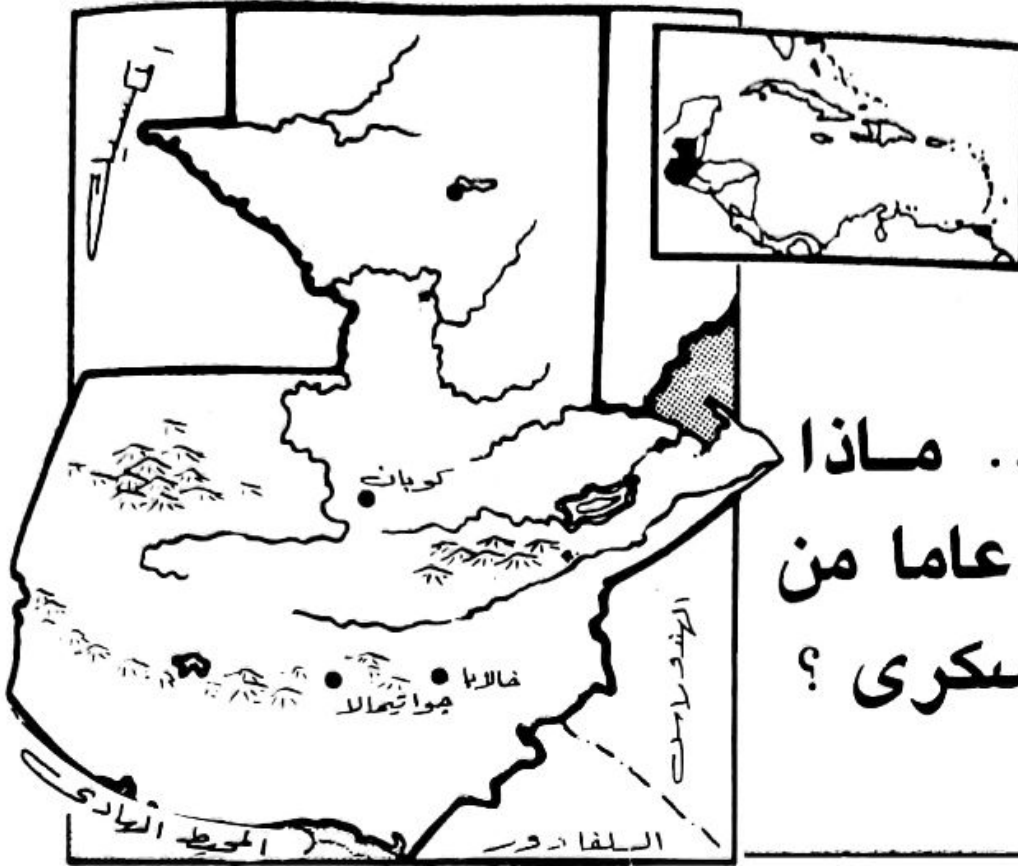 .. ماذا
عاما من
سكرى ؟
كوبان
خالابا
جواتيمالا
الهندوراس
السلفادور
المحيط الهادى